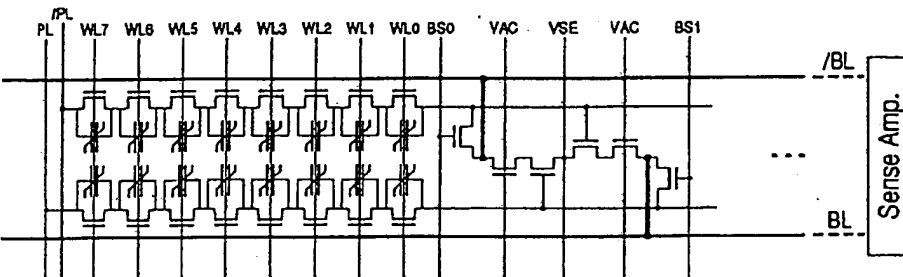 /PL
PL WL7 WL6 WL5 WL4 WL3 WL2 WL1 WL0 BS0 VAC VSE VAC BS1
/BL
Sense Amp.
BL